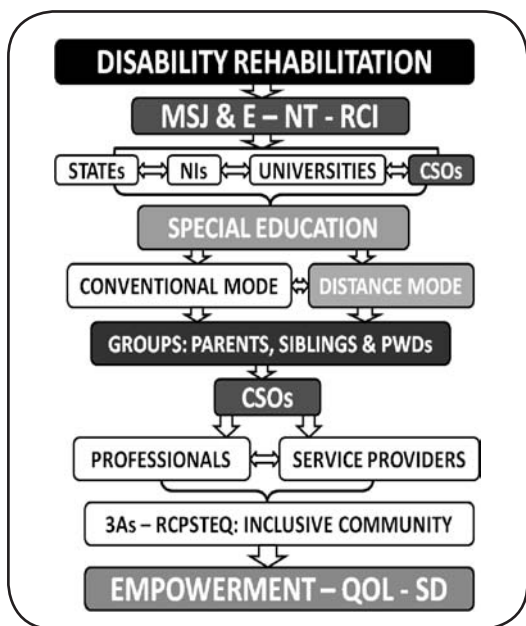 DISABILITY REHABILITATION
MSJ & E – NT - RCI
STATEs NIs UNIVERSITIES CSOs
SPECIAL EDUCATION
CONVENTIONAL MODE DISTANCE MODE
GROUPS: PARENTS, SIBLINGS & PWDs
CSOs
PROFESSIONALS SERVICE PROVIDERS
3As – RCPSTEQ: INCLUSIVE COMMUNITY
EMPOWERMENT – QOL - SD